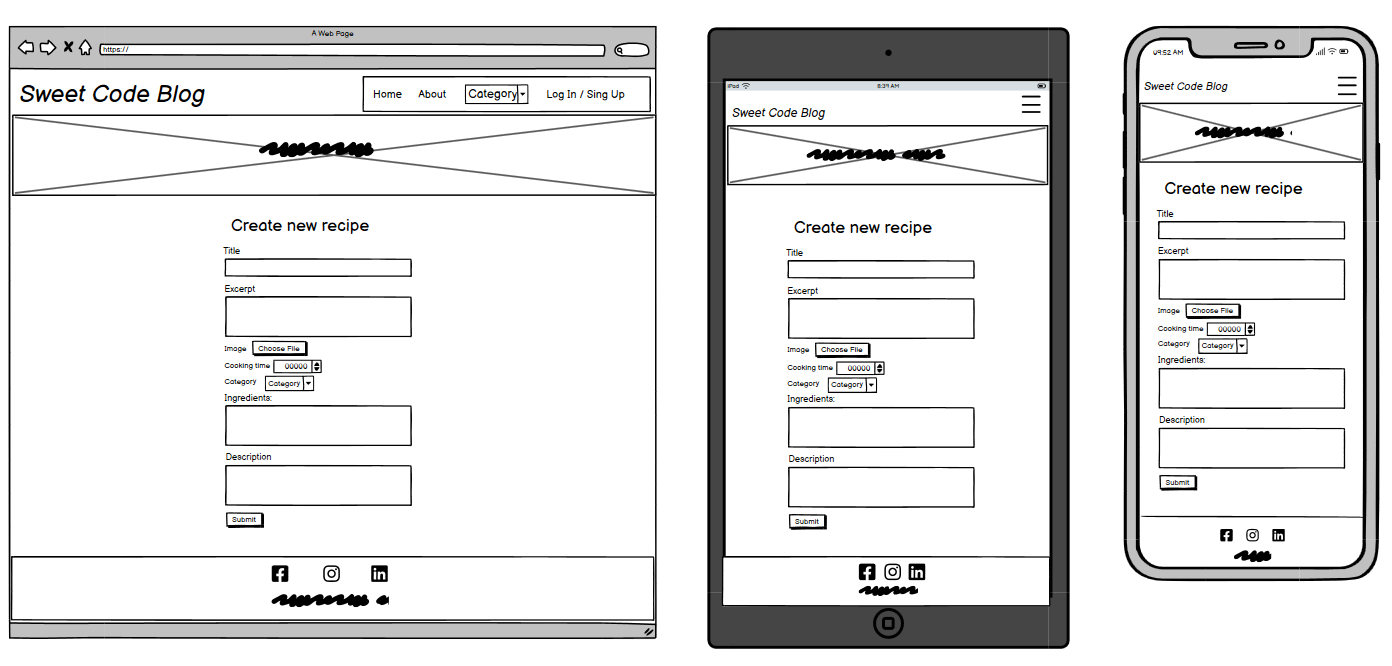 A Web Page
https://
Sweet Code Blog
Home About Category Log In / Sing Up
Create new recipe
Title
Excerpt
Image Choose File
Cooking time 00000
Category Category
Ingredients:
Description
Submit
iPad 8:39 AM
Sweet Code Blog
Create new recipe
Title
Excerpt
Image Choose File
Cooking time 00000
Category Category
Ingredients:
Description
Submit
09:52 AM
Sweet Code Blog
Create new recipe
Title
Excerpt
Image Choose File
Cooking time 00000
Category Category
Ingredients:
Description
Submit